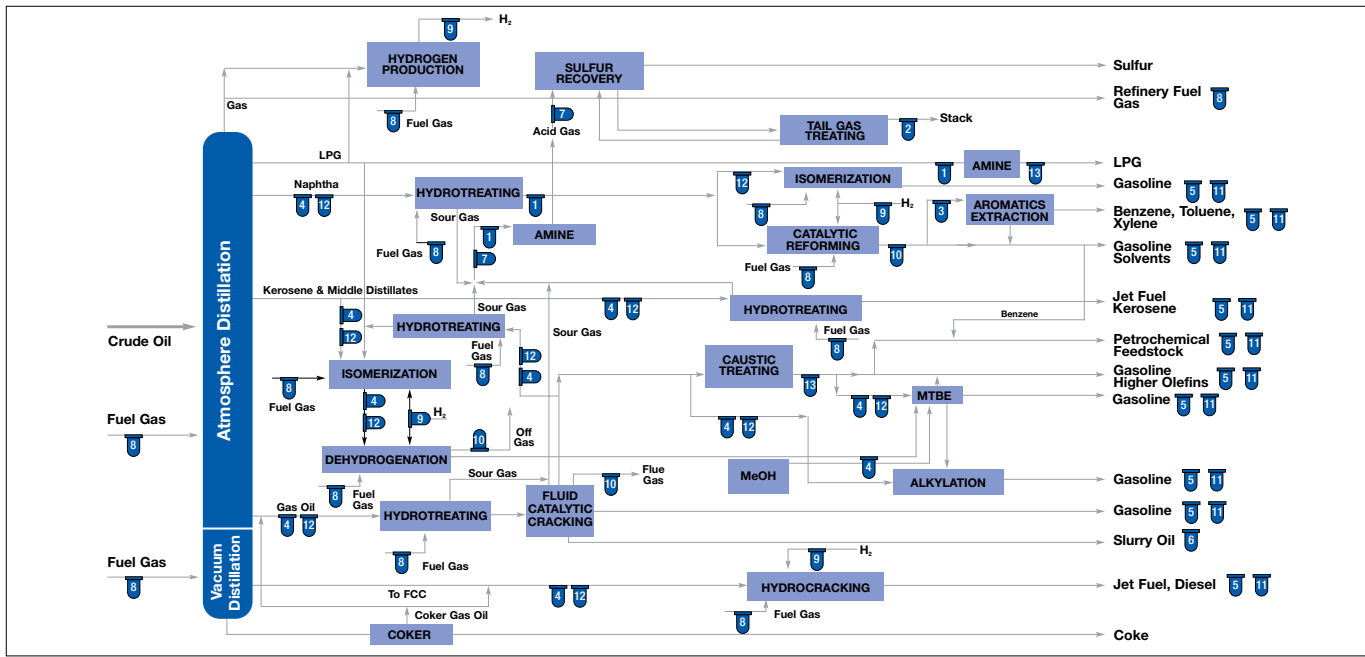 9
H₂
HYDROGEN
PRODUCTION
SULFUR
RECOVERY
Sulfur
Refinery Fuel
Gas
8
Gas
8
Fuel Gas
7
Acid Gas
TAIL GAS
TREATING
2
Stack
LPG
1
AMINE
13
LPG
Naphtha
4 12
HYDROTREATING
1
12
ISOMERIZATION
Gasoline
5 11
8
9
H₂
3
AROMATICS
EXTRACTION
Benzene, Toluene,
Xylene
5 11
Sour Gas
1
AMINE
8
Fuel Gas
7
CATALYTIC
REFORMING
10
Gasoline
Solvents
5 11
Fuel Gas
8
Kerosene & Middle Distillates
4
12
Sour Gas
4 12
HYDROTREATING
Jet Fuel
Kerosene
5 11
Benzene
Atmosphere Distillation
Crude Oil
HYDROTREATING
Sour Gas
Fuel Gas
8
Petrochemical
Feedstock
5 11
Fuel
Gas
8
12
4
ISOMERIZATION
8
Fuel Gas
CAUSTIC
TREATING
13
Gasoline
Higher Olefins
5 11
4
12
9
H₂
4 12
MTBE
Gasoline
5 11
Fuel Gas
8
10
Off
Gas
4 12
DEHYDROGENATION
8
Fuel
Gas
Sour Gas
10
Flue
Gas
MeOH
4
ALKYLATION
Gasoline
5 11
Gas Oil
4 12
HYDROTREATING
FLUID
CATALYTIC
CRACKING
Gasoline
5 11
8
Fuel Gas
Slurry Oil
6
Vacuum
Distillation
Fuel Gas
8
9
H₂
To FCC
4 12
HYDROCRACKING
Jet Fuel, Diesel
5 11
8
Fuel Gas
Coker Gas Oil
COKER
Coke